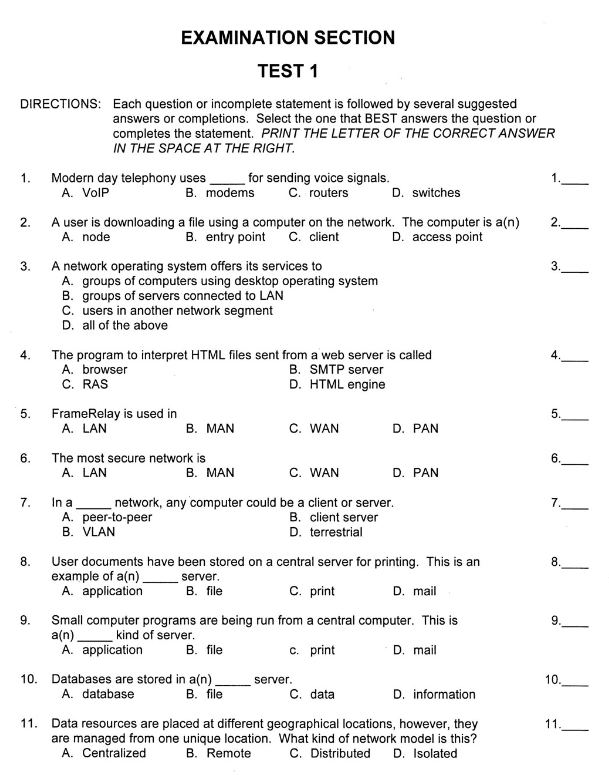 EXAMINATION SECTION
TEST 1
DIRECTIONS: Each question or incomplete statement is followed by several suggested
answers or completions. Select the one that BEST answers the question or
completes the statement. PRINT THE LETTER OF THE CORRECT ANSWER
IN THE SPACE AT THE RIGHT.
1. Modern day telephony uses _____ for sending voice signals. 1.____
A. VoIP B. modems C. routers D. switches
2. A user is downloading a file using a computer on the network. The computer is a(n) 2.____
A. node B. entry point C. client D. access point
3. A network operating system offers its services to 3.____
A. groups of computers using desktop operating system
B. groups of servers connected to LAN
C. users in another network segment
D. all of the above
4. The program to interpret HTML files sent from a web server is called 4.____
A. browser B. SMTP server
C. RAS D. HTML engine
5. FrameRelay is used in 5.____
A. LAN B. MAN C. WAN D. PAN
6. The most secure network is 6.____
A. LAN B. MAN C. WAN D. PAN
7. In a _____ network, any computer could be a client or server. 7.____
A. peer-to-peer B. client server
B. VLAN D. terrestrial
8. User documents have been stored on a central server for printing. This is an 8.____
example of a(n) _____ server.
A. application B. file C. print D. mail
9. Small computer programs are being run from a central computer. This is 9.____
a(n) _____ kind of server.
A. application B. file c. print D. mail
10. Databases are stored in a(n) _____ server. 10.____
A. database B. file C. data D. information
11. Data resources are placed at different geographical locations, however, they 11.____
are managed from one unique location. What kind of network model is this?
A. Centralized B. Remote C. Distributed D. Isolated